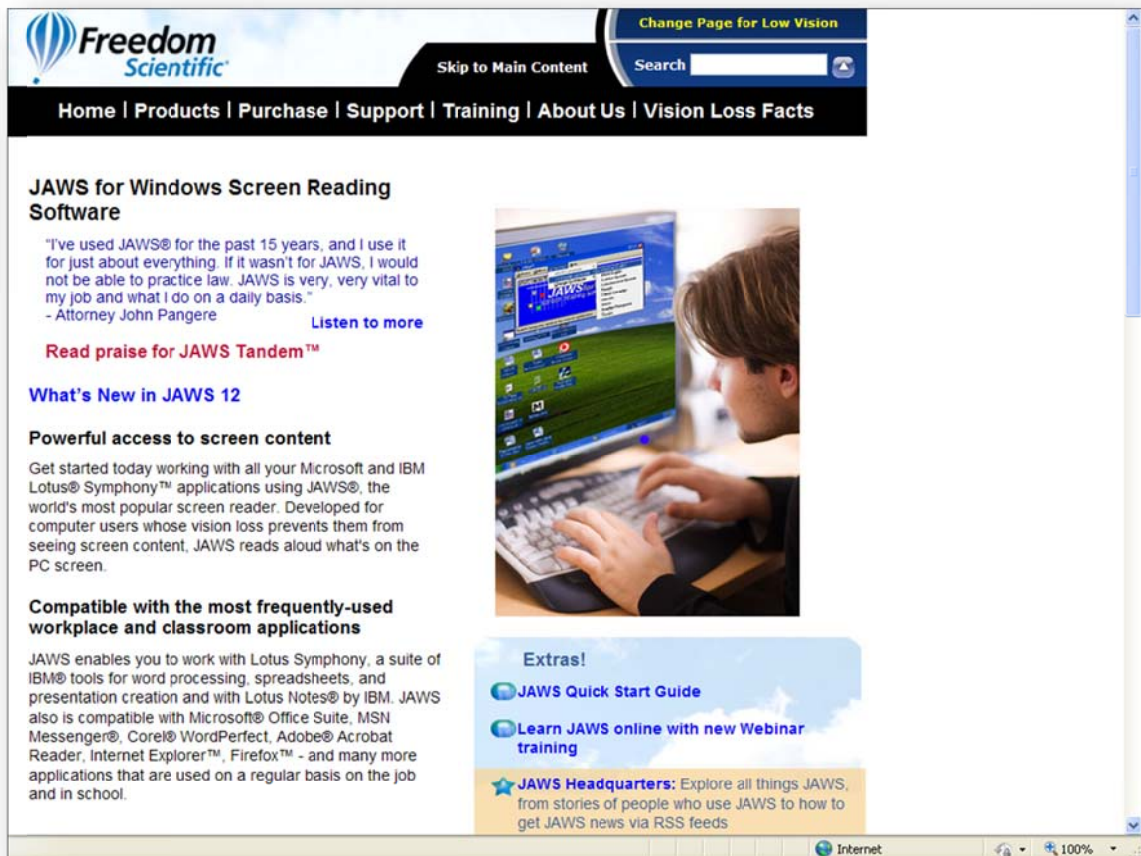 Freedom
Scientific
Change Page for Low Vision
Skip to Main Content
Search
Home | Products | Purchase | Support | Training | About Us | Vision Loss Facts
JAWS for Windows Screen Reading
Software
"I've used JAWS® for the past 15 years, and I use it
for just about everything. If it wasn't for JAWS, I would
not be able to practice law. JAWS is very, very vital to
my job and what I do on a daily basis."
- Attorney John Pangere
Listen to more
Read praise for JAWS Tandem™
What's New in JAWS 12
Powerful access to screen content
Get started today working with all your Microsoft and IBM
Lotus® Symphony™ applications using JAWS®, the
world's most popular screen reader. Developed for
computer users whose vision loss prevents them from
seeing screen content, JAWS reads aloud what's on the
PC screen.
Compatible with the most frequently-used
workplace and classroom applications
JAWS enables you to work with Lotus Symphony, a suite of
IBM® tools for word processing, spreadsheets, and
presentation creation and with Lotus Notes® by IBM. JAWS
also is compatible with Microsoft® Office Suite, MSN
Messenger®, Corel® WordPerfect, Adobe® Acrobat
Reader, Internet Explorer™, Firefox™ - and many more
applications that are used on a regular basis on the job
and in school.
JAWS
Extras!
JAWS Quick Start Guide
Learn JAWS online with new Webinar
training
JAWS Headquarters: Explore all things JAWS,
from stories of people who use JAWS to how to
get JAWS news via RSS feeds
Internet
100%